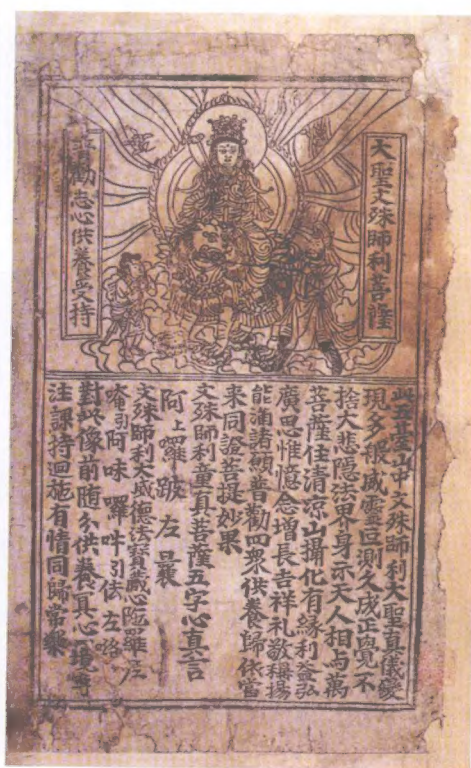 大聖文殊師利菩薩
普勸志心供養受持
此五臺山中文殊師利大聖真儀變
現多般威靈叵測久成正覺不
捨大悲隱法界身示天人相與萬
菩薩住清涼山攝化有緣利益弘
廣思惟憶念增長吉祥礼敬稱揚
能滿諸願普勸四衆供養歸依當
来同證菩提妙果
文殊師利童真菩薩五字心真言
阿上囉跛左曩
文殊師利大威德法寶藏心陁羅尼
唵引阿味囉吽引佉左咯
對此像前随分供養冥心一境專
注課持迴施有情同歸常樂